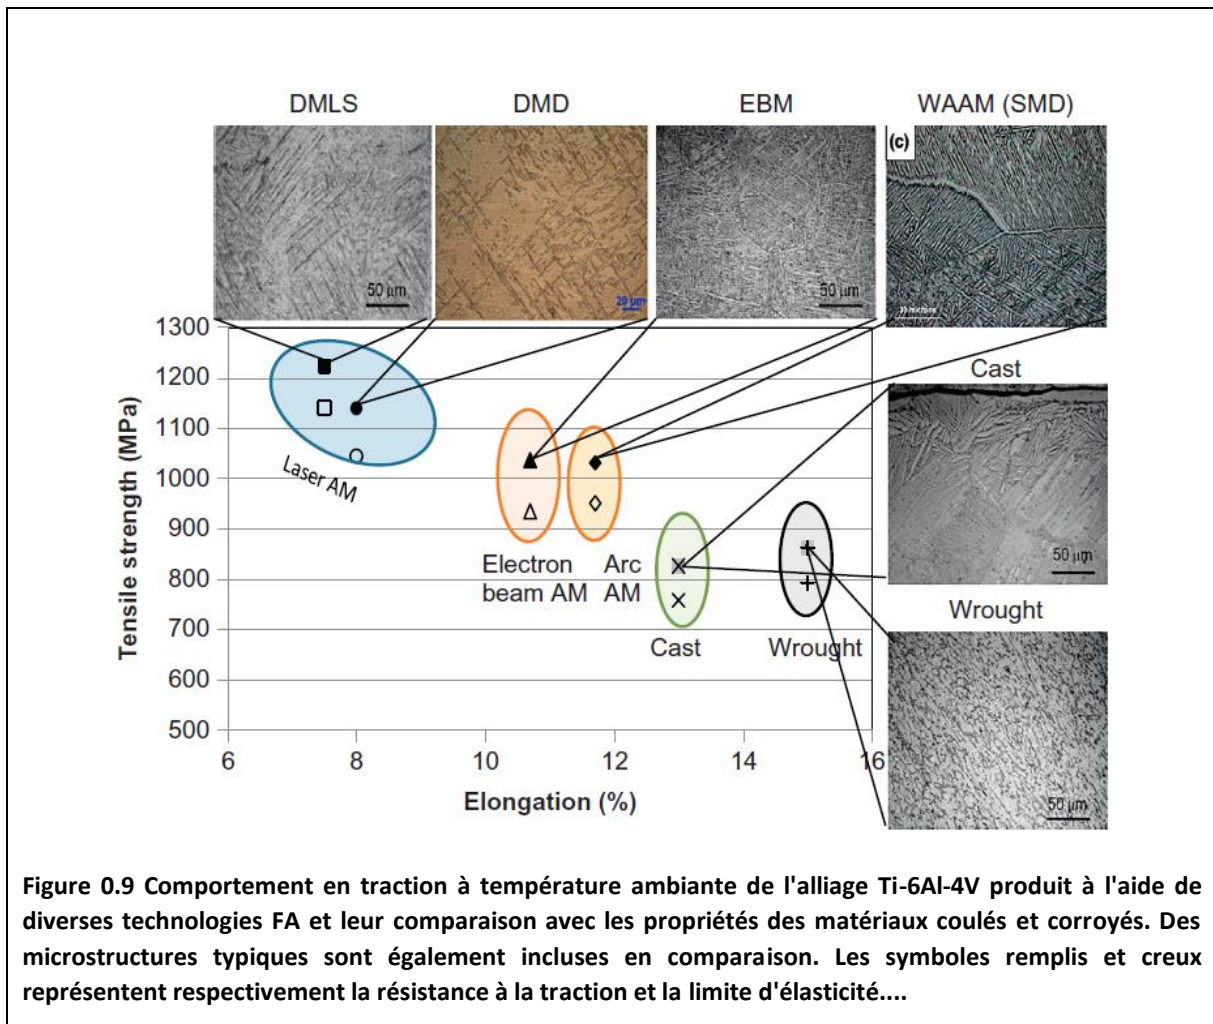 DMLS DMD EBM WAAM (SMD)
(c)
50 μm 20 μm 50 μm
1300
1200
1100
1000
900
800
700
600
500
Tensile strength (MPa)
Laser AM
Electron
beam AM
Arc
AM
Cast
Wrought
6 8 10 12 14 16
Elongation (%)
Cast
50 μm
Wrought
50 μm
Figure 0.9 Comportement en traction à température ambiante de l'alliage Ti-6Al-4V produit à l'aide de
diverses technologies FA et leur comparaison avec les propriétés des matériaux coulés et corroyés. Des
microstructures typiques sont également incluses en comparaison. Les symboles remplis et creux
représentent respectivement la résistance à la traction et la limite d'élasticité....